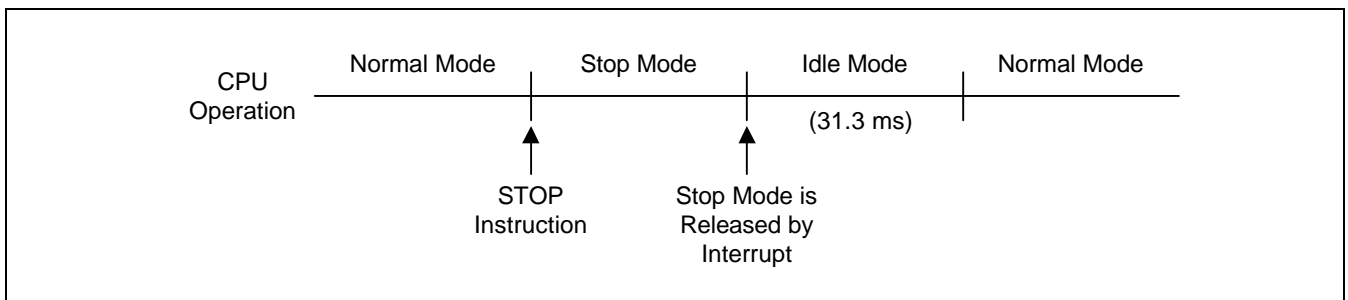 Normal Mode
Stop Mode
Idle Mode
Normal Mode
CPU
Operation
(31.3 ms)
STOP
Instruction
Stop Mode is
Released by
Interrupt